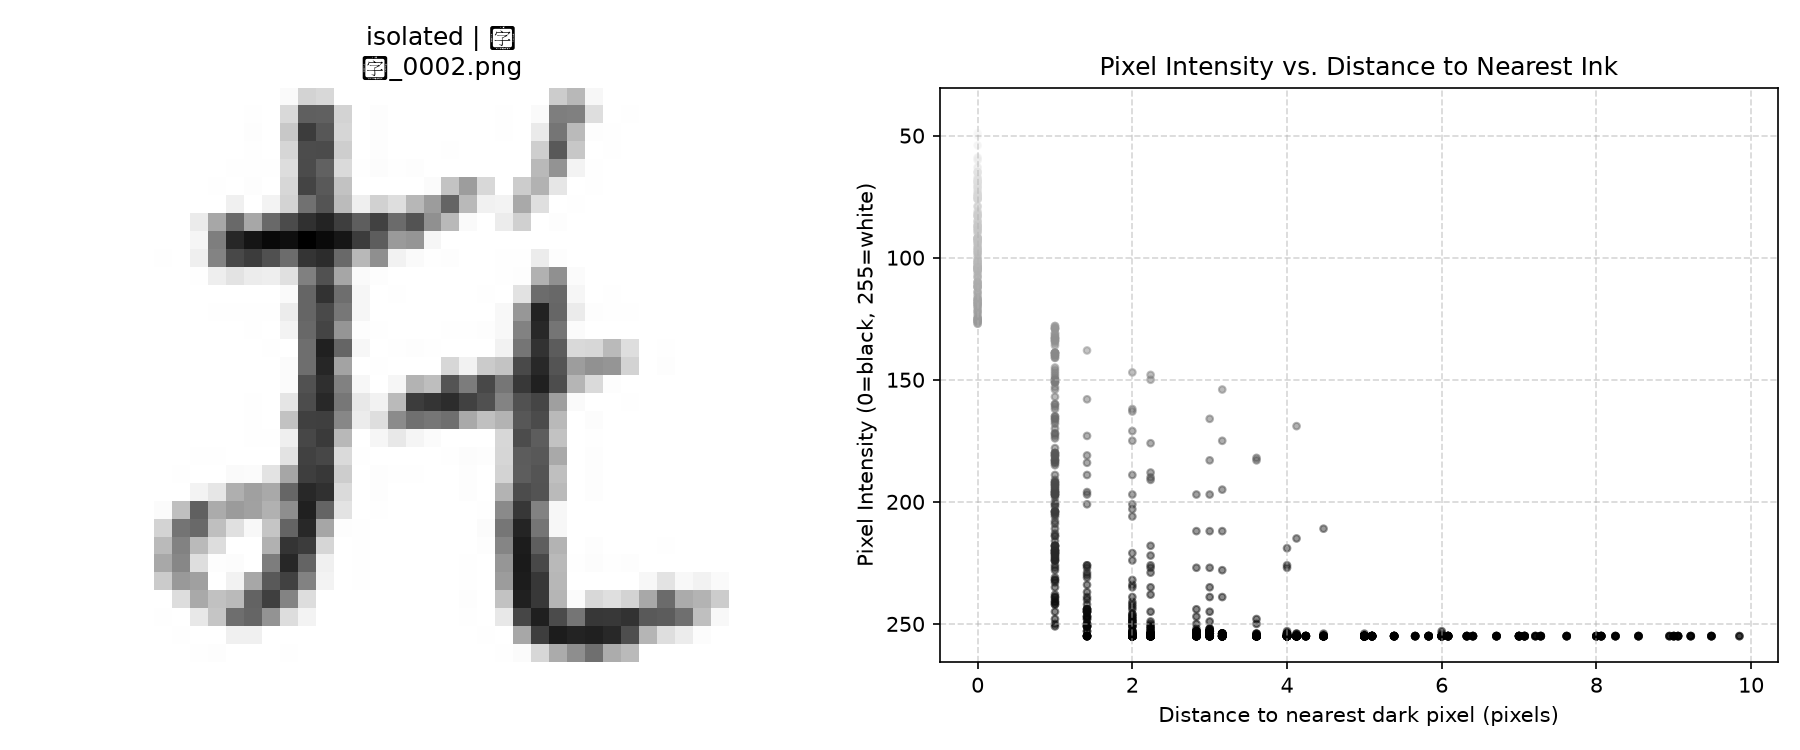 isolated |
_0002.png
托
Pixel Intensity vs. Distance to Nearest Ink
Pixel Intensity (0=black, 255=white)
50
100
150
200
250
0 2 4 6 8 10
Distance to nearest dark pixel (pixels)